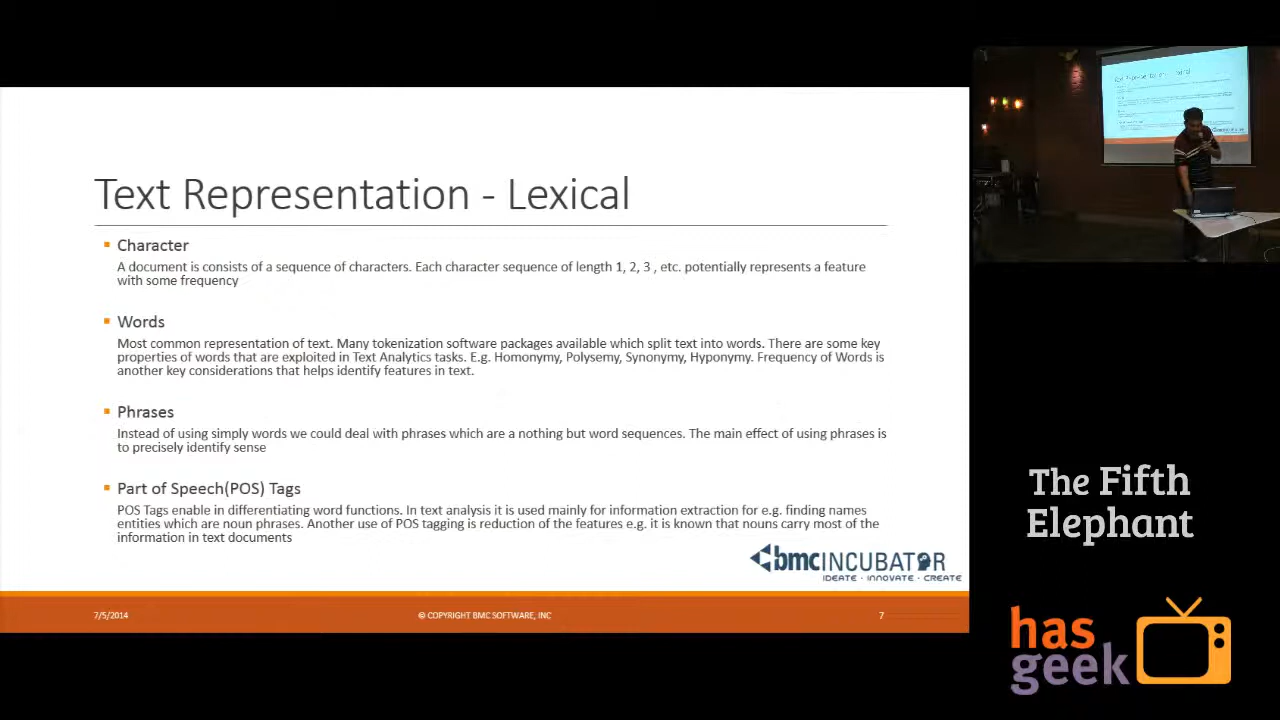 Text Representation - Lexical
Character
A document is consists of a sequence of characters. Each character sequence of length 1, 2, 3 , etc. potentially represents a feature
with some frequency
Words
Most common representation of text. Many tokenization software packages available which split text into words. There are some key
properties of words that are exploited in Text Analytics tasks. E.g. Homonymy, Polysemy, Synonymy, Hyponymy. Frequency of Words is
another key considerations that helps identify features in text.
Phrases
Instead of using simply words we could deal with phrases which are a nothing but word sequences. The main effect of using phrases is
to precisely identify sense
Part of Speech(POS) Tags
POS Tags enable in differentiating word functions. In text analysis it is used mainly for information extraction for e.g. finding names
entities which are noun phrases. Another use of POS tagging is reduction of the features e.g. it is known that nouns carry most of the
information in text documents
bmcINCUBATOR
IDEATE - INNOVATE - CREATE
7/5/2014
© COPYRIGHT BMC SOFTWARE, INC
7
Text Representation - Lexical
The Fifth
Elephant
has
geek